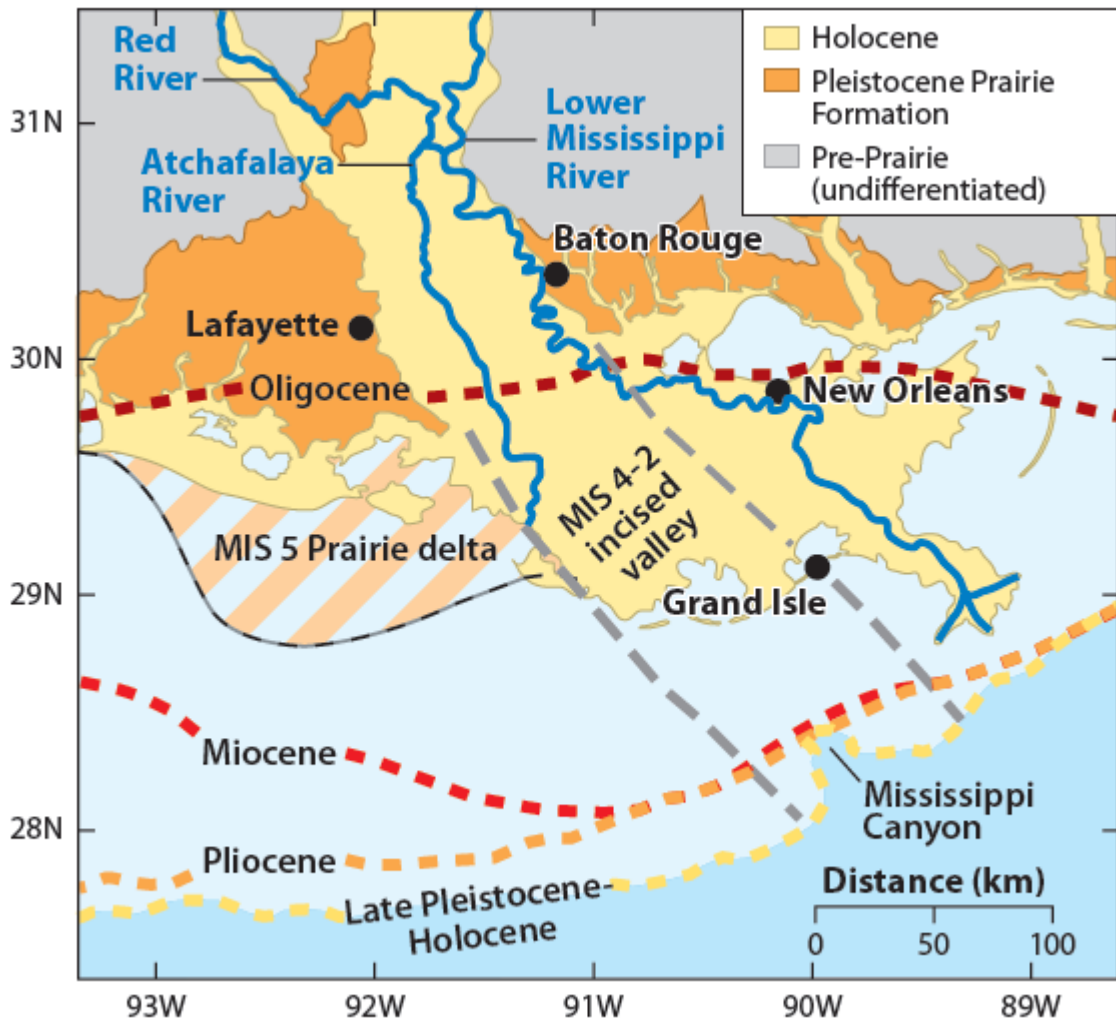 Red
River
Atchafalaya
River
Lower
Mississippi
River
Holocene
Pleistocene Prairie
Formation
Pre-Prairie
(undifferentiated)
31N
30N
29N
28N
Baton Rouge
Lafayette
Oligocene
New Orleans
MIS 4-2
incised
valley
MIS 5 Prairie delta
Grand Isle
Miocene
Mississippi
Canyon
Pliocene
Late Pleistocene-
Holocene
Distance (km)
0 50 100
93W 92W 91W 90W 89W